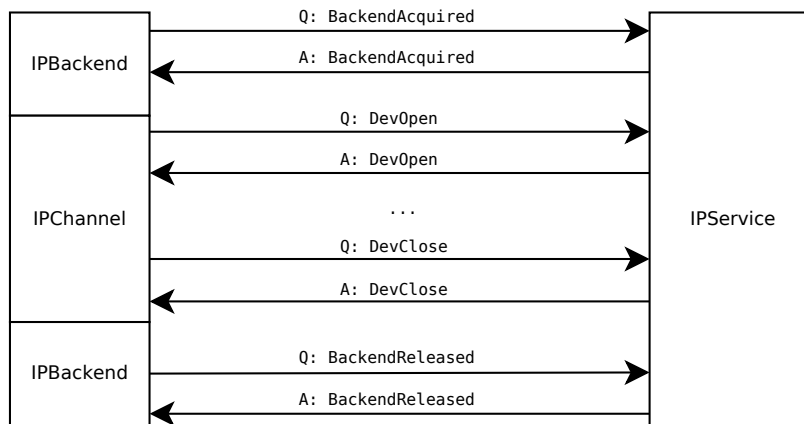 Q: BackendAcquired
IPBackend
A: BackendAcquired
Q: DevOpen
A: DevOpen
IPChannel
...
IPService
Q: DevClose
A: DevClose
Q: BackendReleased
IPBackend
A: BackendReleased